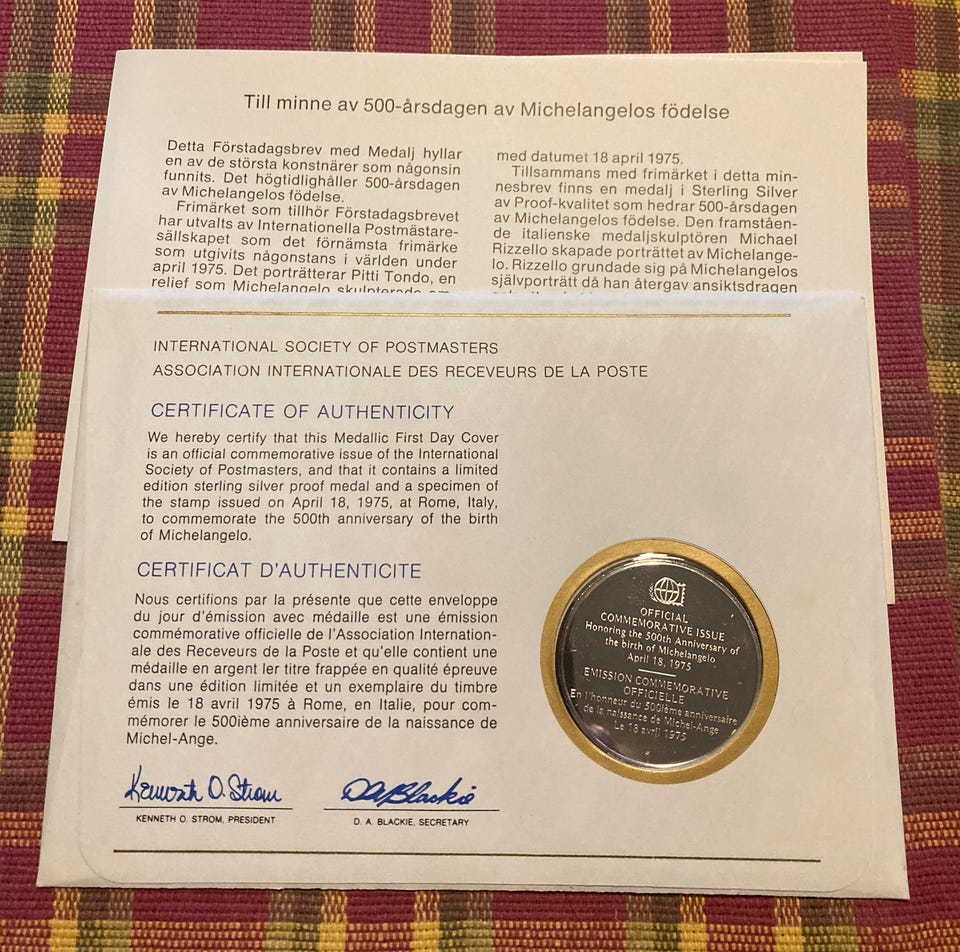 Till minne av 500-årsdagen av Michelangelos födelse
Detta Förstadagsbrev med Medalj hyllar
en av de största konstnärer som någonsin
funnits. Det högtidlighåller 500-årsdagen
av Michelangelos födelse.
Frimärket som tillhör Förstadagsbrevet
har utvalts av Internationella Postmästare-
sällskapet som det förnämsta frimärke
som utgivits någonstans i världen under
april 1975. Det porträtterar Pitti Tondo, en
relief som Michelangelo skulpterade
med datumet 18 april 1975.
Tillsammans med frimärket i detta min-
nesbrev finns en medalj i Sterling Silver
av Proof-kvalitet som hedrar 500-årsdagen
av Michelangelos födelse. Den framståen-
de italienske medaljskulptören Michael
Rizzello skapade porträttet av Michelange-
lo. Rizzello grundade sig på Michelangelos
självporträtt då han återgav ansiktsdragen
INTERNATIONAL SOCIETY OF POSTMASTERS
ASSOCIATION INTERNATIONALE DES RECEVEURS DE LA POSTE
CERTIFICATE OF AUTHENTICITY
We hereby certify that this Medallic First Day Cover
is an official commemorative issue of the International
Society of Postmasters, and that it contains a limited
edition sterling silver proof medal and a specimen of
the stamp issued on April 18, 1975, at Rome, Italy,
to commemorate the 500th anniversary of the birth
of Michelangelo.
CERTIFICAT D'AUTHENTICITE
Nous certifions par la présente que cette enveloppe
du jour d'émission avec médaille est une émission
commémorative officielle de l'Association Internation-
ale des Receveurs de la Poste et qu'elle contient une
médaille en argent ler titre frappée en qualité épreuve
dans une édition limitée et un exemplaire du timbre
émis le 18 avril 1975 à Rome, en Italie, pour com-
mémorer le 500ième anniversaire de la naissance de
Michel-Ange.
Kenneth O. Strom
KENNETH O. STROM, PRESIDENT
D A Blackie
D. A. BLACKIE, SECRETARY
OFFICIAL
COMMEMORATIVE ISSUE
Honoring the 500th Anniversary of
the birth of Michelangelo
April 18, 1975
EMISSION COMMEMORATIVE
OFFICIELLE
En l'honneur du 500ième anniversaire
de la naissance de Michel-Ange
Le 18 avril 1975